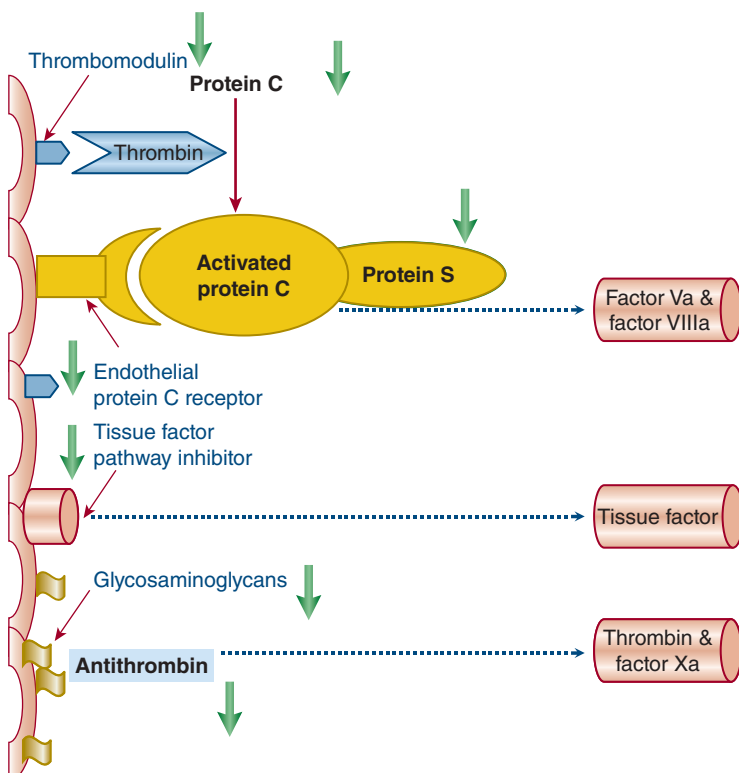 Thrombomodulin
Protein C
Thrombin
Activated
protein C
Protein S
Factor Va &
factor VIIIa
Endothelial
protein C receptor
Tissue factor
pathway inhibitor
Tissue factor
Glycosaminoglycans
Antithrombin
Thrombin &
factor Xa